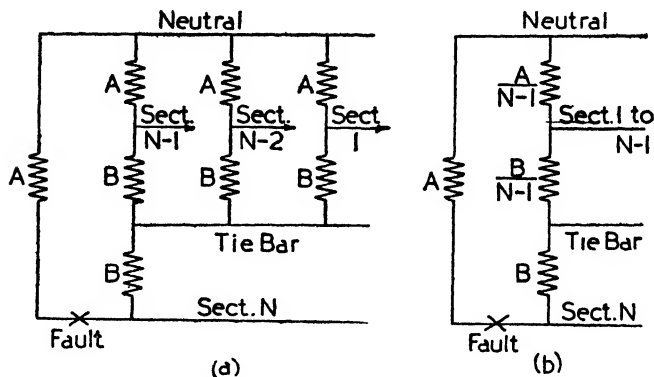 Neutral
A A A A
Sect. Sect. Sect
N-1 N-2 1
B B B
Tie Bar
B
Sect. N
Fault
(a)
Neutral
A
N-1
Sect. 1 to
N-1
A
B
N-1
Tie Bar
B
Sect. N
Fault
(b)